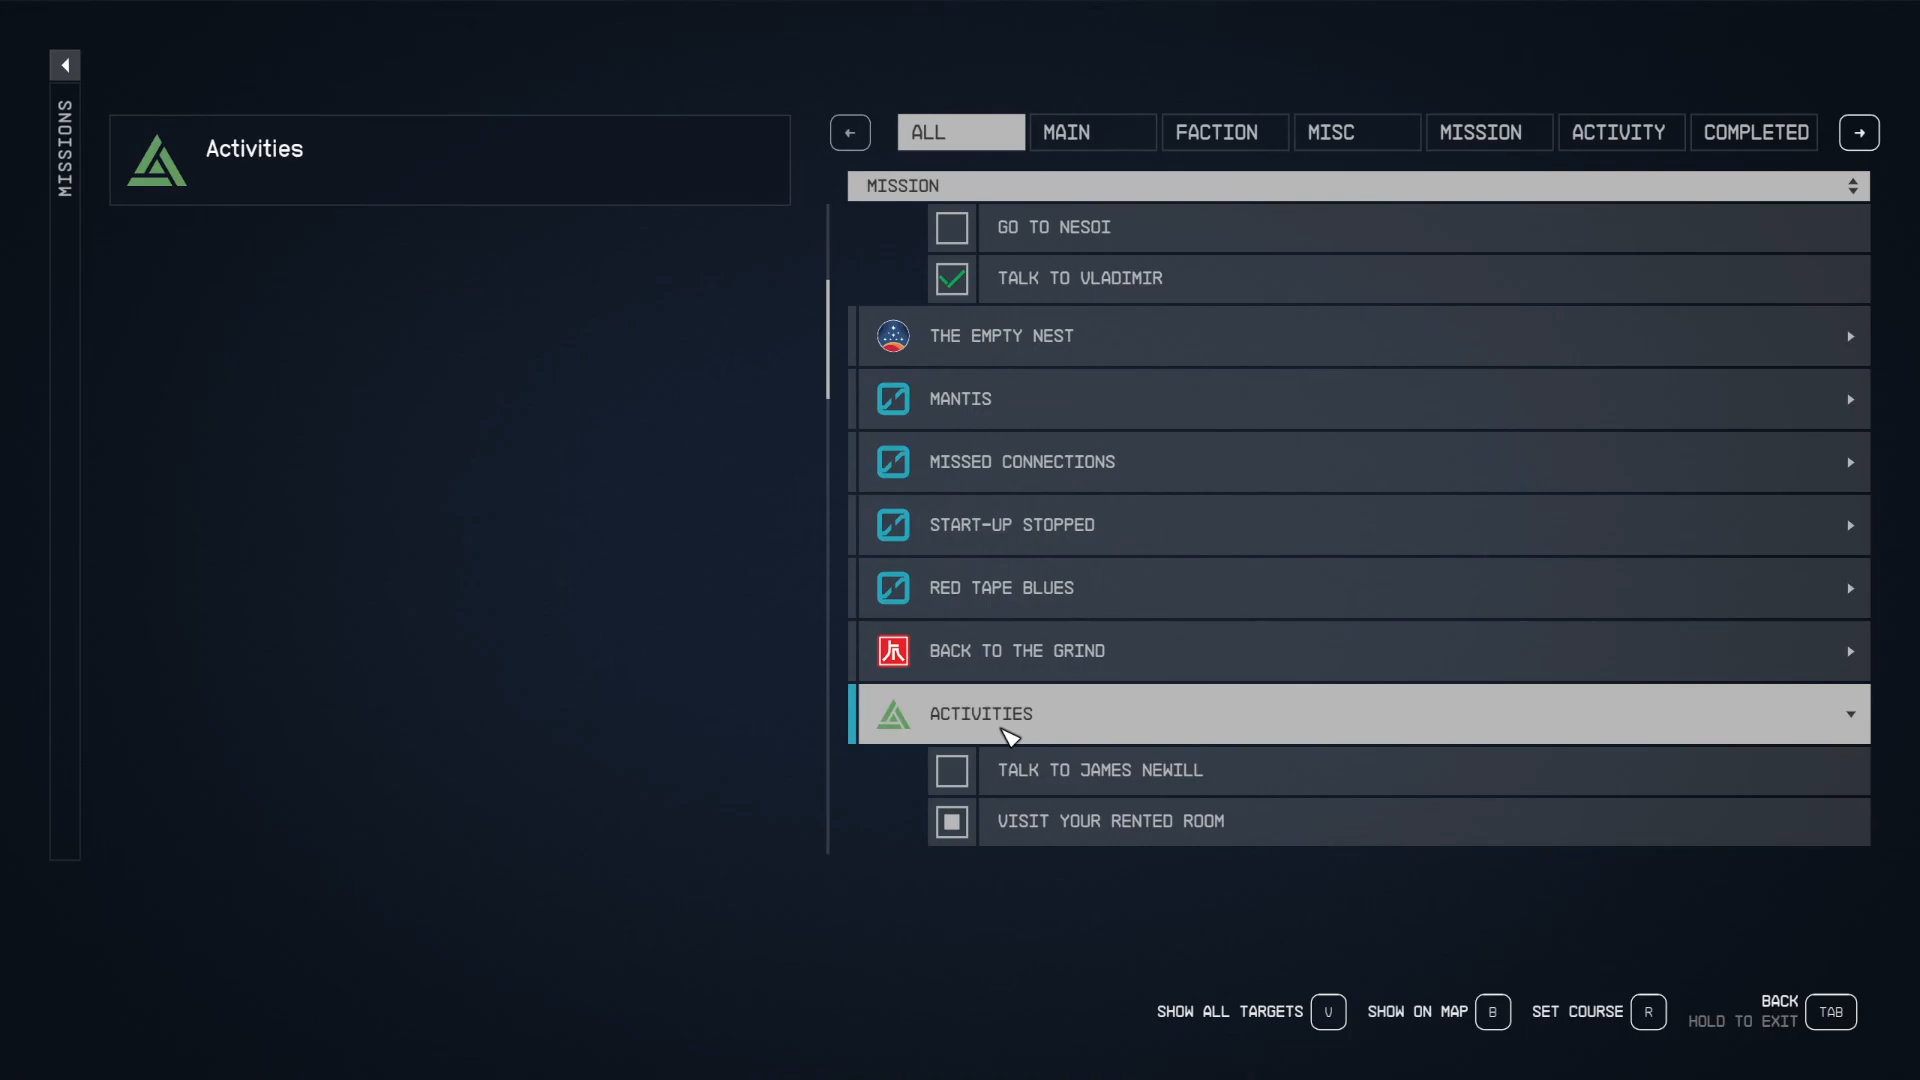 MISSIONS
Activities
ALL
MAIN
FACTION
MISC
MISSION
ACTIVITY
COMPLETED
MISSION
GO TO NESOI
TALK TO VLADIMIR
THE EMPTY NEST
MANTIS
MISSED CONNECTIONS
START-UP STOPPED
RED TAPE BLUES
BACK TO THE GRIND
ACTIVITIES
TALK TO JAMES NEWILL
VISIT YOUR RENTED ROOM
SHOW ALL TARGETS V
SHOW ON MAP B
SET COURSE R
BACK
HOLD TO EXIT
TAB